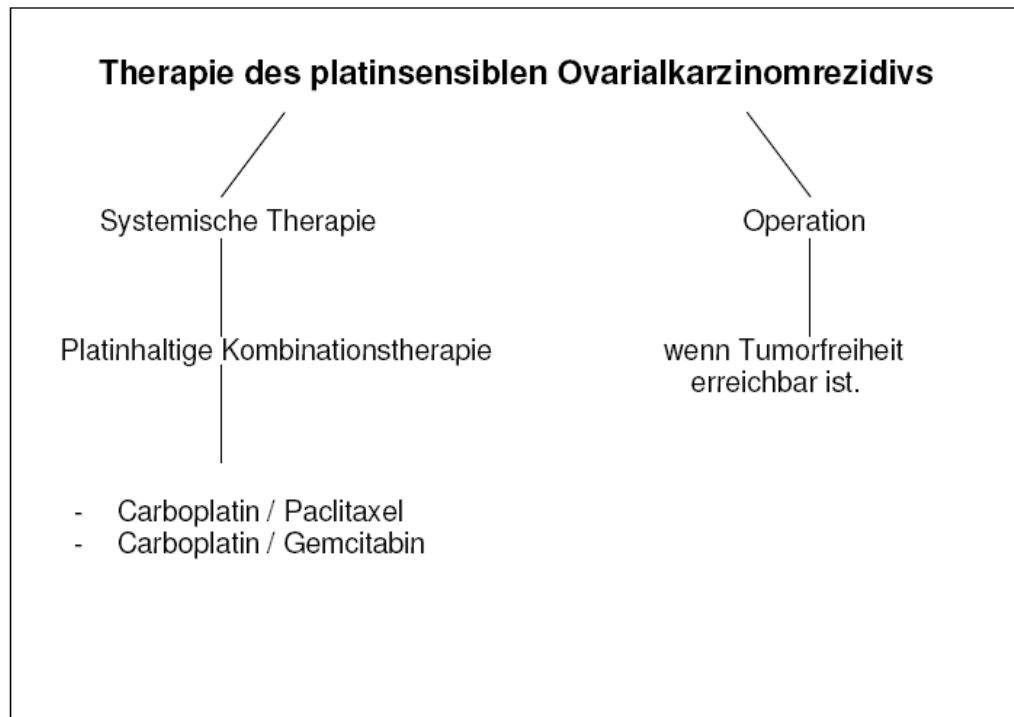 Therapie des platinsensiblen Ovarialkarzinomrezidivs
Systemische Therapie
Platinhaltige Kombinationstherapie
- Carboplatin / Paclitaxel
- Carboplatin / Gemcitabin
Operation
wenn Tumorfreiheit
erreichbar ist.